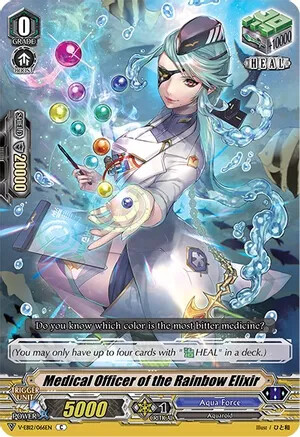 0
GRADE
BOOST
+10000
HEAL
SHIELD
20000
Do you know which color is the most bitter medicine?
(You may only have up to four cards with "HEAL" in a deck.)
Medical Officer of the Rainbow Elixir
TRIGGER UNIT
POWER 5000
1
CRITICAL
Aqua Force
Aquaroid
V-EB12/066EN C
Illust / ひと和